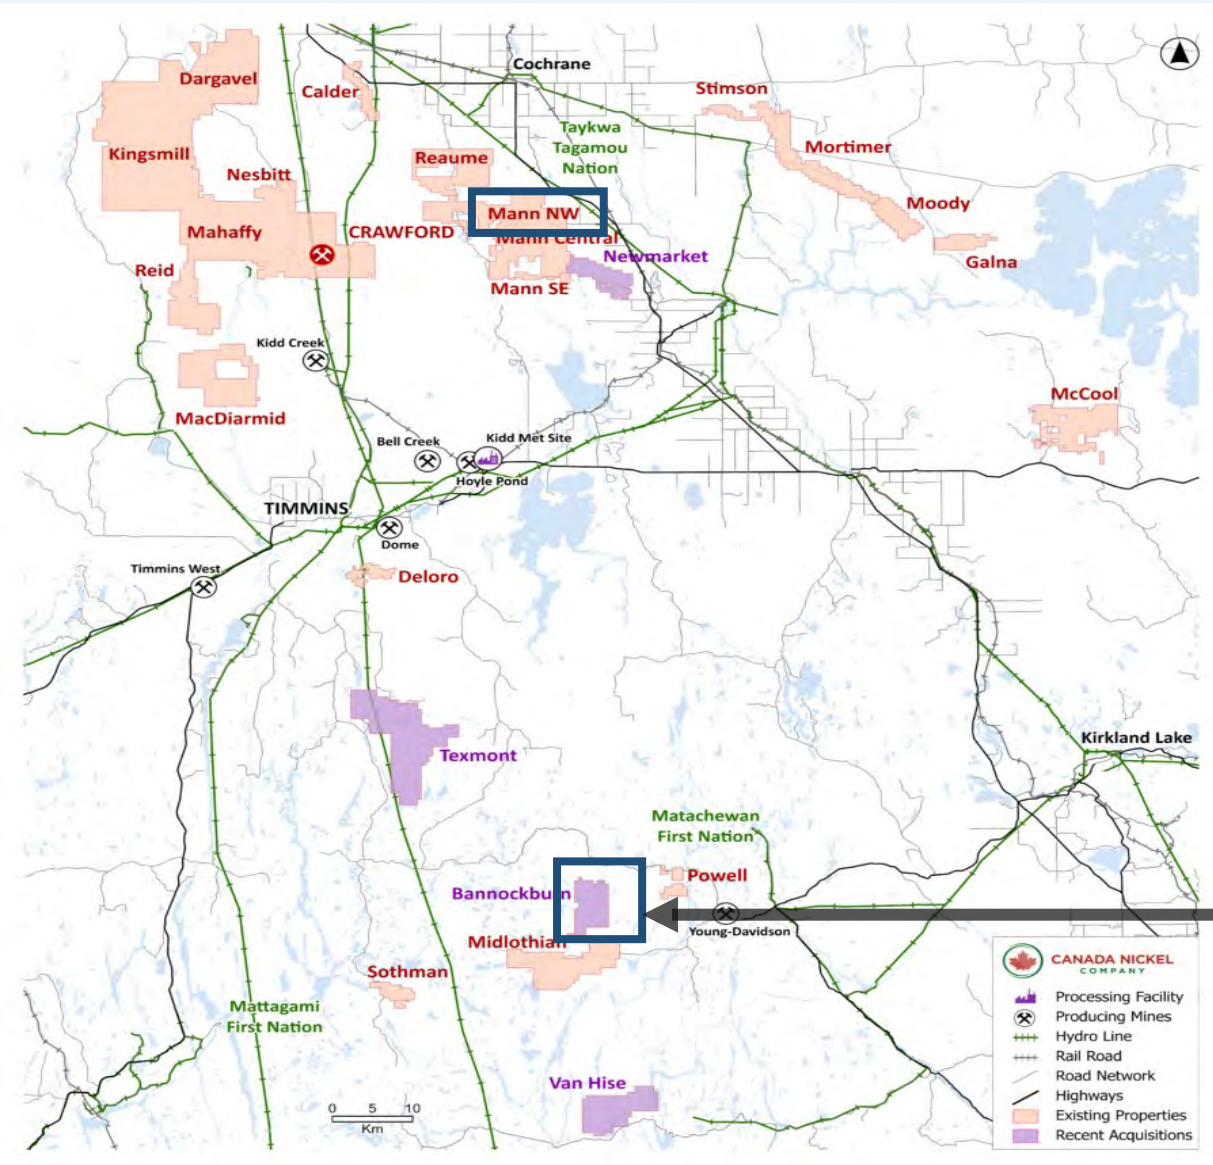 Cochrane
Dargavel
Calder
Stimson
Taykwa
Tagamou
Nation
Mortimer
Kingsmill
Reaume
Nesbitt
Moody
Mann NW
Mahaffy
CRAWFORD
Mann Central
Newmarket
Galna
Reid
Mann SE
Kidd Creek
McCool
MacDiarmid
Bell Creek
Kidd Met Site
Hoyle Pond
TIMMINS
Dome
Timmins West
Deloro
Kirkland Lake
Texmont
Matachewan
First Nation
Powell
Bannockburn
Young-Davidson
Midlothian
Sothman
Mattagami
First Nation
Van Hise
0 5 10
Km
CANADA NICKEL
COMPANY
Processing Facility
Producing Mines
Hydro Line
Rail Road
Road Network
Highways
Existing Properties
Recent Acquisitions